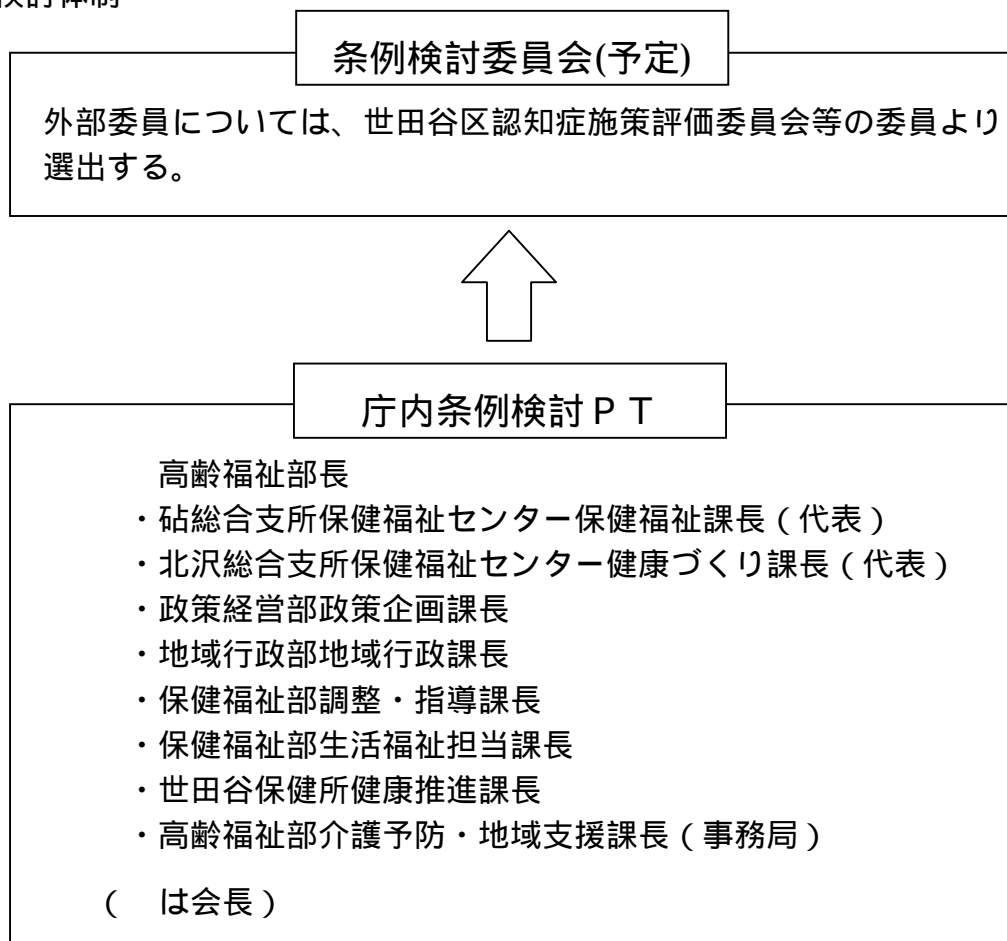 条例検討委員会(予定)
外部委員については、世田谷区認知症施策評価委員会等の委員より
選出する。
庁内条例検討ＰＴ
高齢福祉部長
・砧総合支所保健福祉センター保健福祉課長（代表）
・北沢総合支所保健福祉センター健康づくり課長（代表）
・政策経営部政策企画課長
・地域行政部地域行政課長
・保健福祉部調整・指導課長
・保健福祉部生活福祉担当課長
・世田谷保健所健康推進課長
・高齢福祉部介護予防・地域支援課長（事務局）
（　は会長）